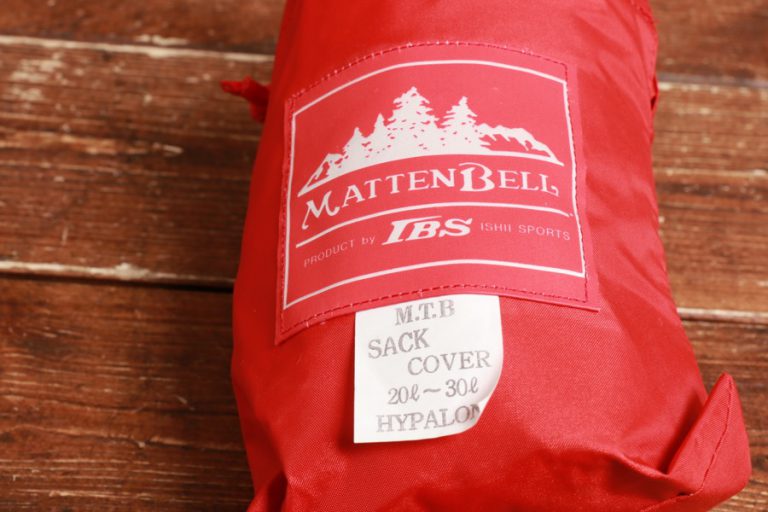 MATTENBELL
PRODUCT by IBS ISHII SPORTS
M.T.B
SACK
COVER
20ℓ~30ℓ
HYPALON